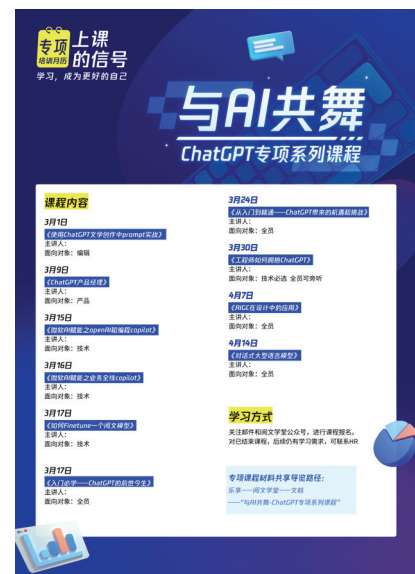 专项
培训月历
上课
的信号
学习，成为更好的自己
与AI共舞
ChatGPT专项系列课程
课程内容
3月1日
《使用ChatGPT文学创作中prompt实战》
主讲人：
面向对象：编辑
3月9日
《ChatGPT产品经理》
主讲人：
面向对象：产品
3月15日
《微软AI赋能之openAI和编程copilot》
主讲人：
面向对象：技术
3月16日
《微软AI赋能之业务全线copilot》
主讲人：
面向对象：技术
3月17日
《如何Finetune一个阅文模型》
主讲人：
面向对象：技术
3月17日
《入门必学——ChatGPT的前世今生》
主讲人：
面向对象：全员
3月24日
《从入门到精通——ChatGPT带来的机遇和挑战》
主讲人：
面向对象：全员
3月30日
《工程师如何拥抱ChatGPT》
主讲人：
面向对象：技术必选 全员可旁听
4月7日
《AIGC在设计中的应用》
主讲人：
面向对象：全员
4月14日
《对话式大型语言模型》
主讲人：
面向对象：全员
学习方式
关注邮件和阅文学堂公众号，进行课程报名。
对已结束课程，后续仍有学习需求，可联系HR
专项课程材料共享导览路径：
乐享——阅文学堂——文档
——“与AI共舞-ChatGPT专项系列课程”